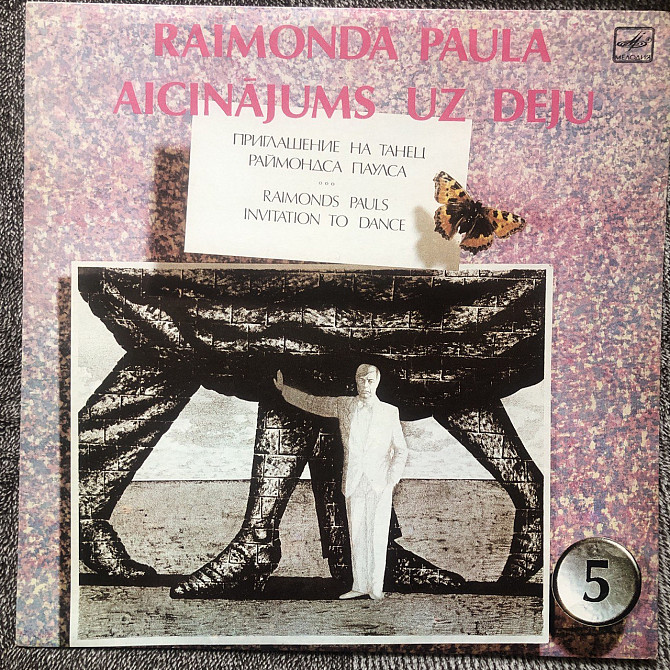 RAIMONDA PAULA
МЕЛОДИЯ
AICINĀJUMS UZ DEJU
ПРИГЛАШЕНИЕ НА ТАНЕЦ
РАЙМОНДСА ПАУЛСА
RAIMONDS PAULS
INVITATION TO DANCE
5